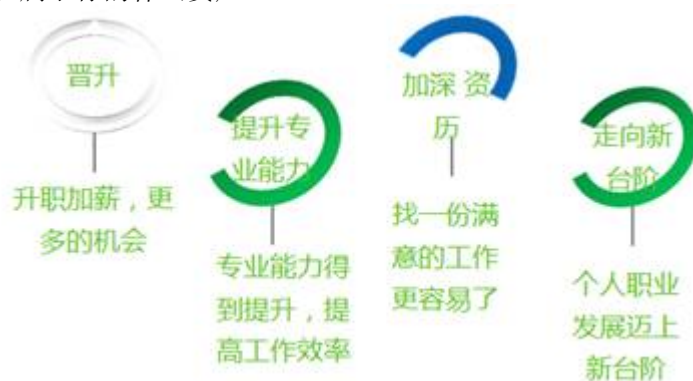 晋升
升职加薪，更
多的机会
提升专
业能力
专业能力得
到提升，提
高工作效率
加深 资
历
找一份满
意的工作
更容易了
走向新
台阶
个人职业
发展迈上
新台阶